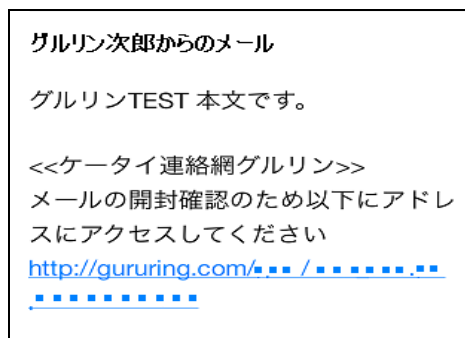 グルリン次郎からのメール
グルリンTEST 本文です。
<<ケータイ連絡網グルリン>>
メールの開封確認のため以下にアドレ
スにアクセスしてください
http://gururing.com/▪▪▪ / ▪▪▪▪▪▪.▪▪
▪▪▪▪▪▪▪▪▪▪